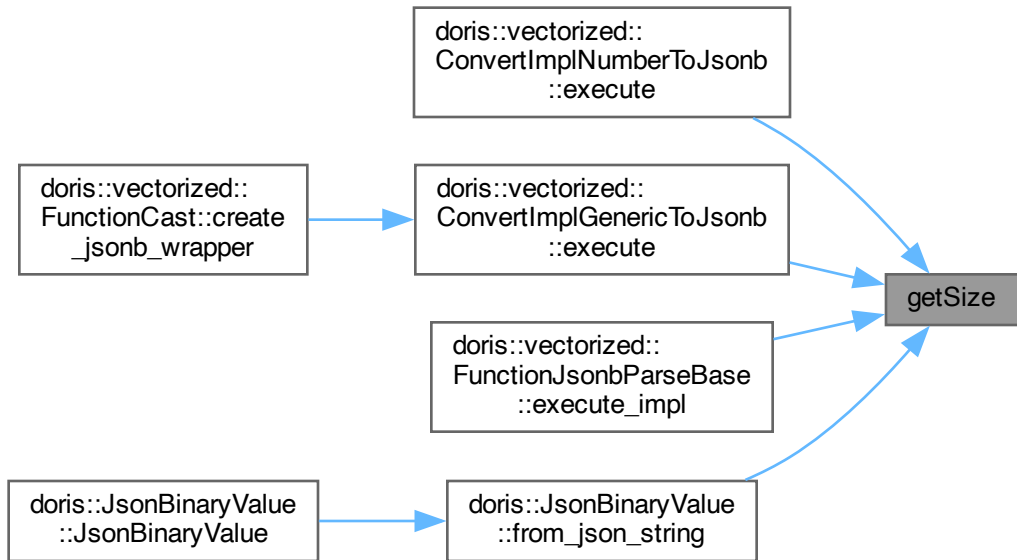 doris::vectorized::
ConvertImplNumberToJsonb
::execute
doris::vectorized::
FunctionCast::create
_jsonb_wrapper
doris::vectorized::
ConvertImplGenericToJsonb
::execute
getSize
doris::vectorized::
FunctionJsonbParseBase
::execute_impl
doris::JsonBinaryValue
::JsonBinaryValue
doris::JsonBinaryValue
::from_json_string